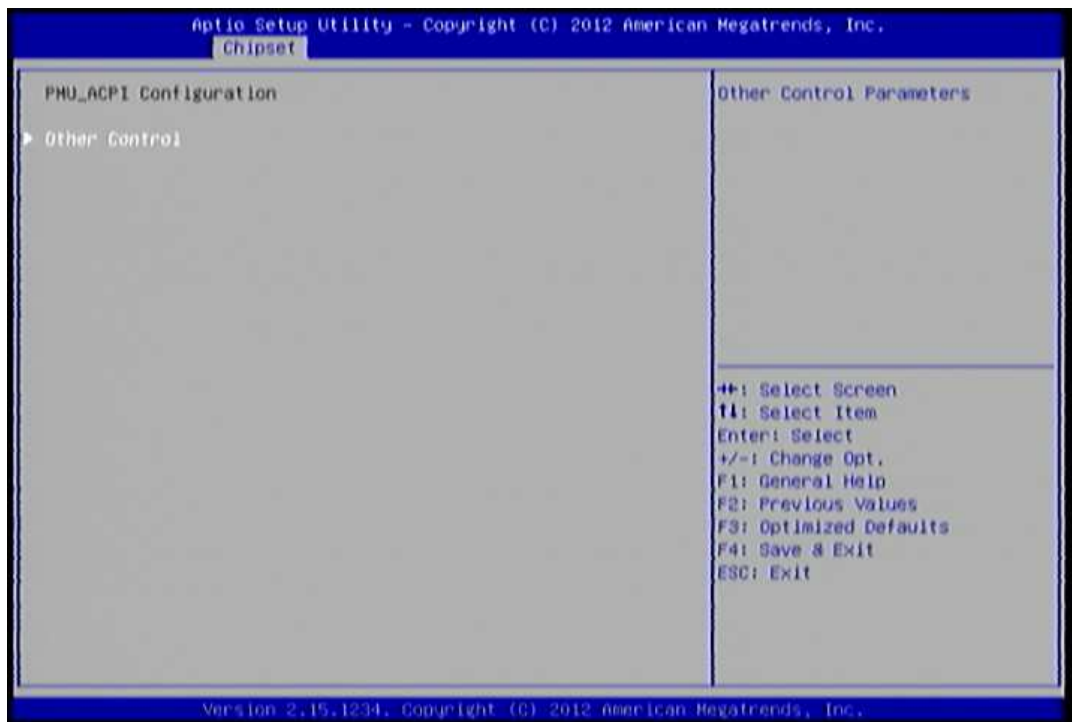 Aptio Setup Utility - Copyright (C) 2012 American Megatrends, Inc.
Chipset
PMU_ACPI Configuration
Other Control
Other Control Parameters
→←: Select Screen
↑↓: Select Item
Enter: Select
+/-: Change Opt.
F1: General Help
F2: Previous Values
F3: Optimized Defaults
F4: Save & Exit
ESC: Exit
Version 2.15.1234. Copyright (C) 2012 American Megatrends, Inc.